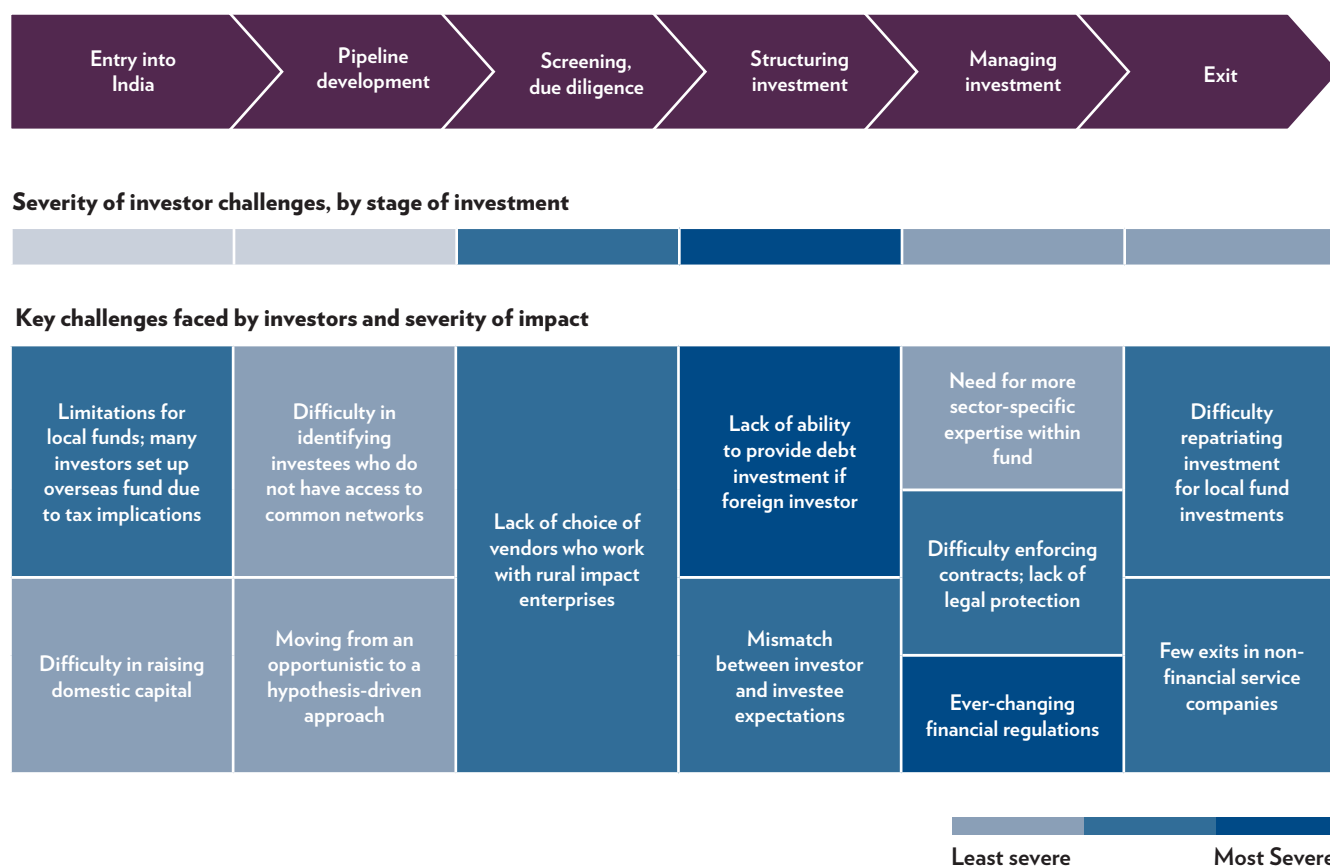 Entry into
India
Pipeline
development
Screening,
due diligence
Structuring
investment
Managing
investment
Exit
Severity of investor challenges, by stage of investment
Key challenges faced by investors and severity of impact
Limitations for
local funds; many
investors set up
overseas fund due
to tax implications
Difficulty in raising
domestic capital
Difficulty in
identifying
investees who do
not have access to
common networks
Moving from an
opportunistic to a
hypothesis-driven
approach
Lack of choice of
vendors who work
with rural impact
enterprises
Lack of ability
to provide debt
investment if
foreign investor
Mismatch
between investor
and investee
expectations
Need for more
sector-specific
expertise within
fund
Difficulty enforcing
contracts; lack of
legal protection
Ever-changing
financial regulations
Difficulty
repatriating
investment
for local fund
investments
Few exits in non-
financial service
companies
Least severe
Most Severe